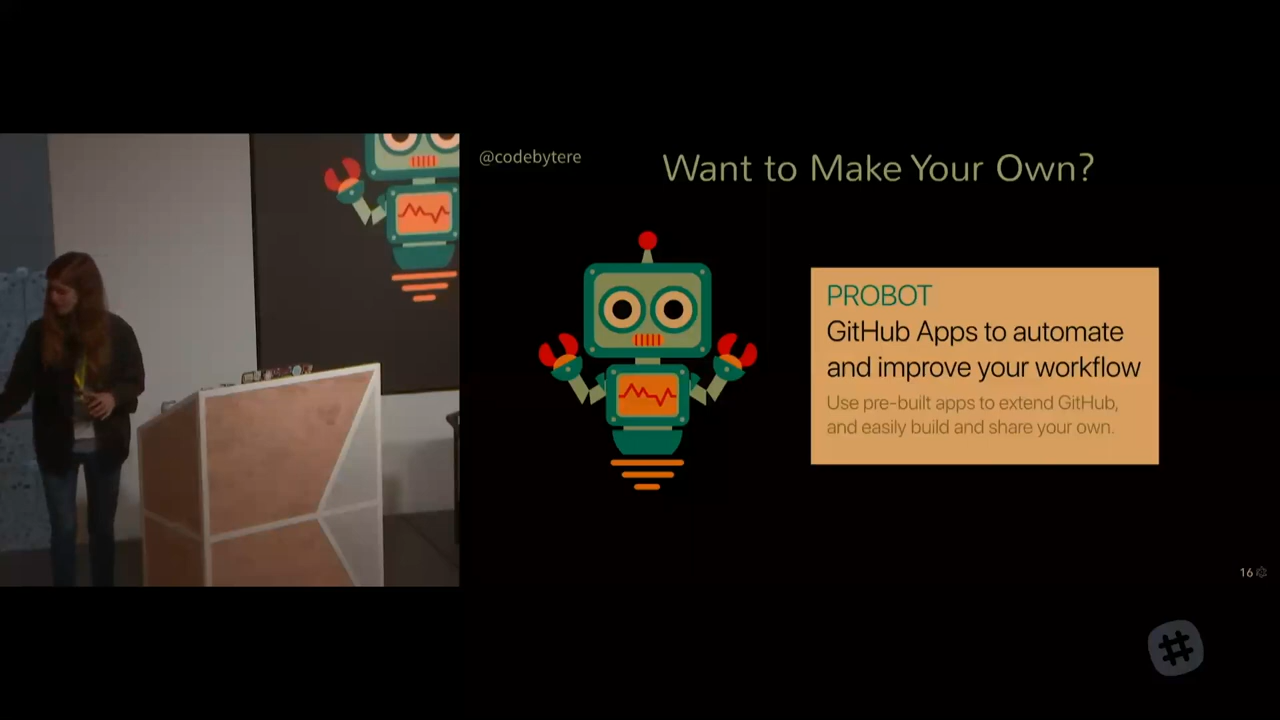 @codebytere
Want to Make Your Own?
PROBOT
GitHub Apps to automate
and improve your workflow
Use pre-built apps to extend GitHub,
and easily build and share your own.
16